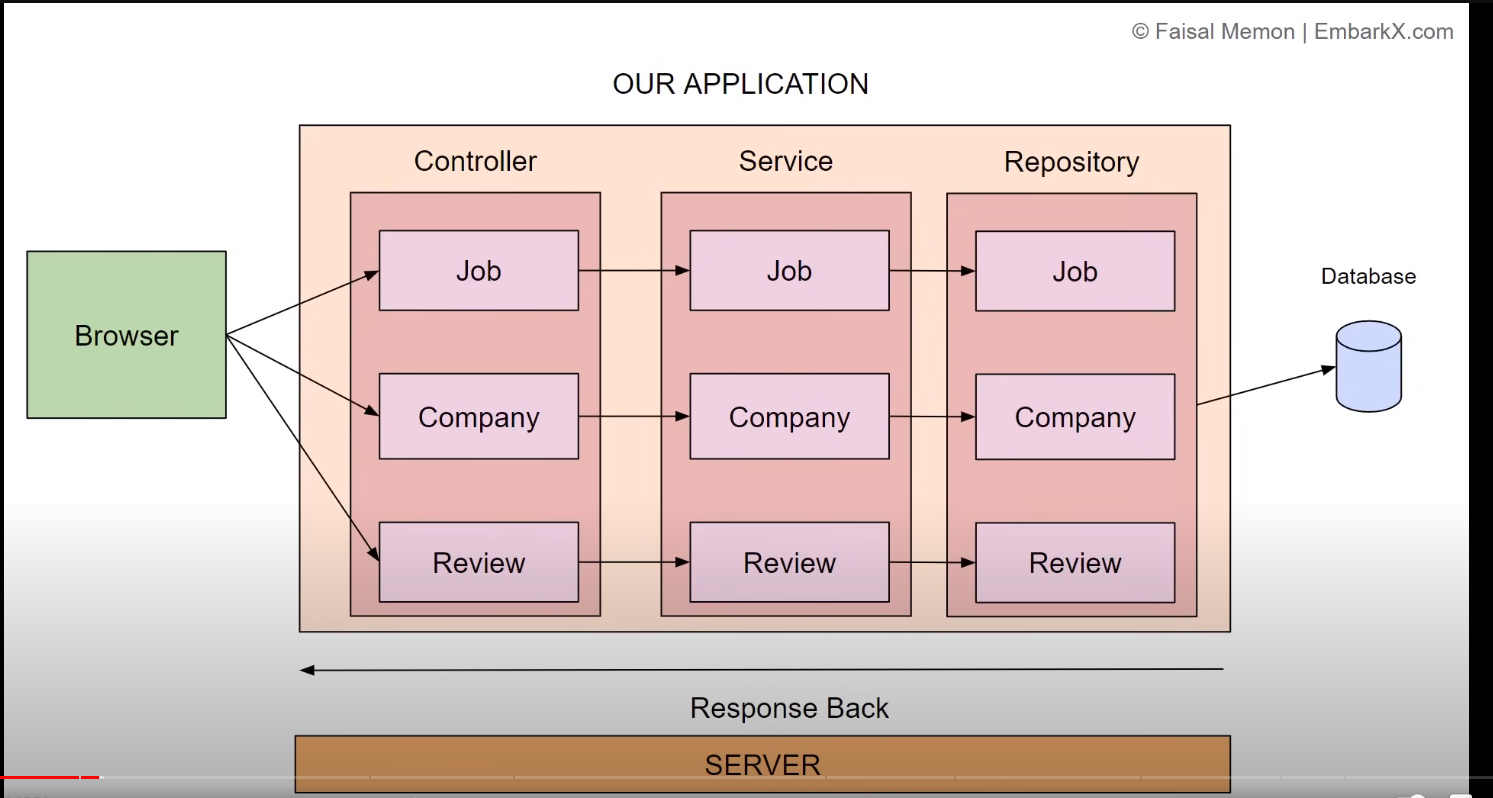 © Faisal Memon | EmbarkX.com
OUR APPLICATION
Controller
Service
Repository
Job
Job
Job
Database
Browser
Company
Company
Company
Review
Review
Review
Response Back
SERVER